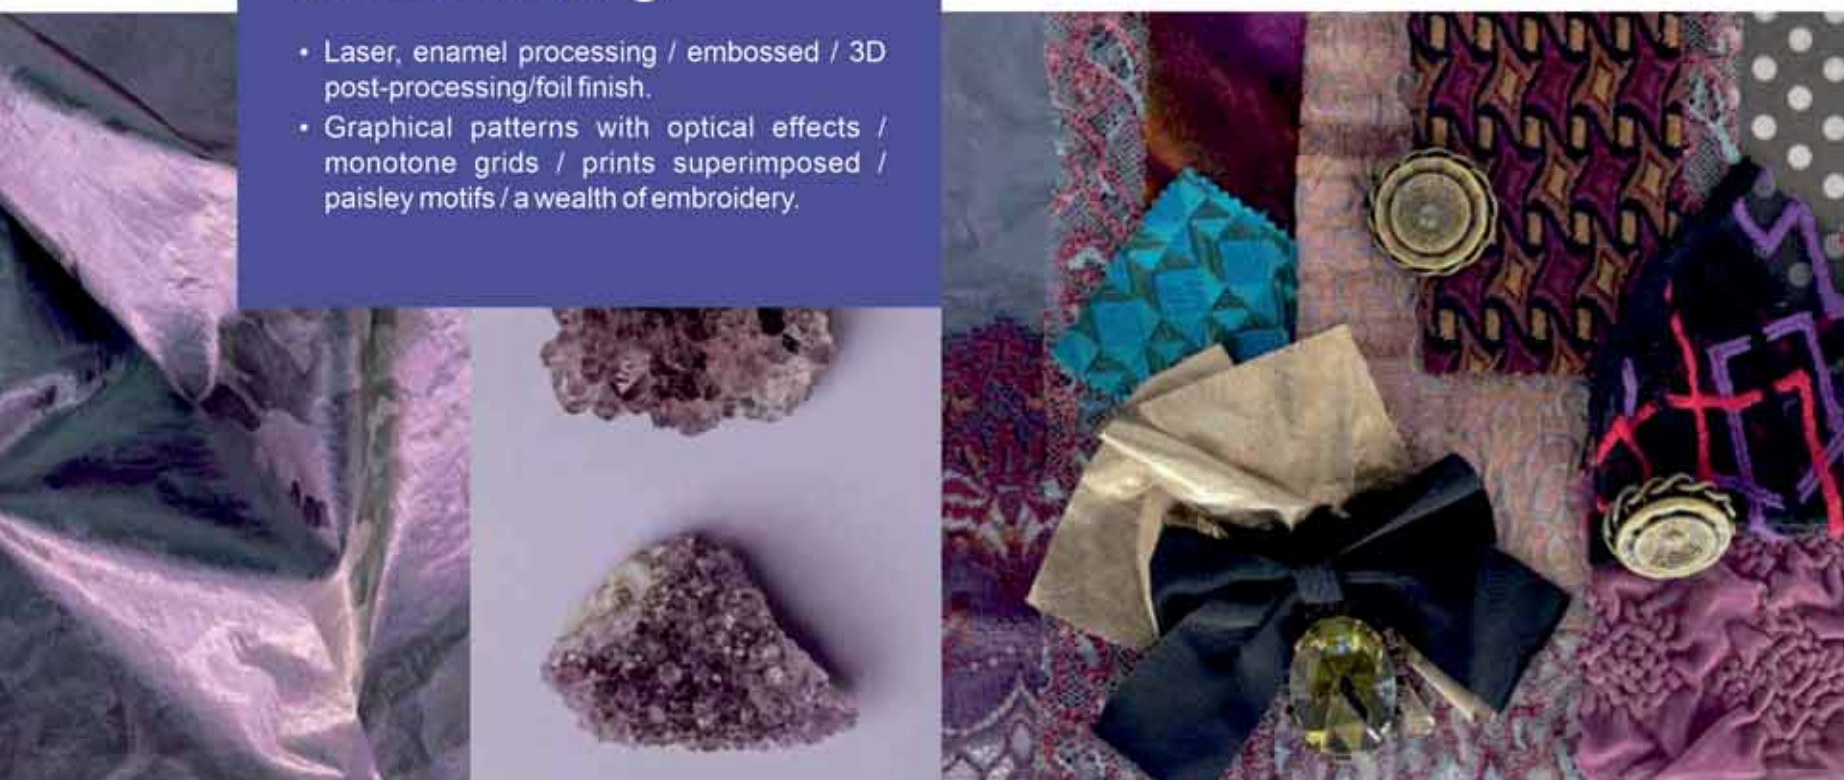 • Laser, enamel processing / embossed / 3D
post-processing/foil finish.
• Graphical patterns with optical effects /
monotone grids / prints superimposed /
paisley motifs / a wealth of embroidery.